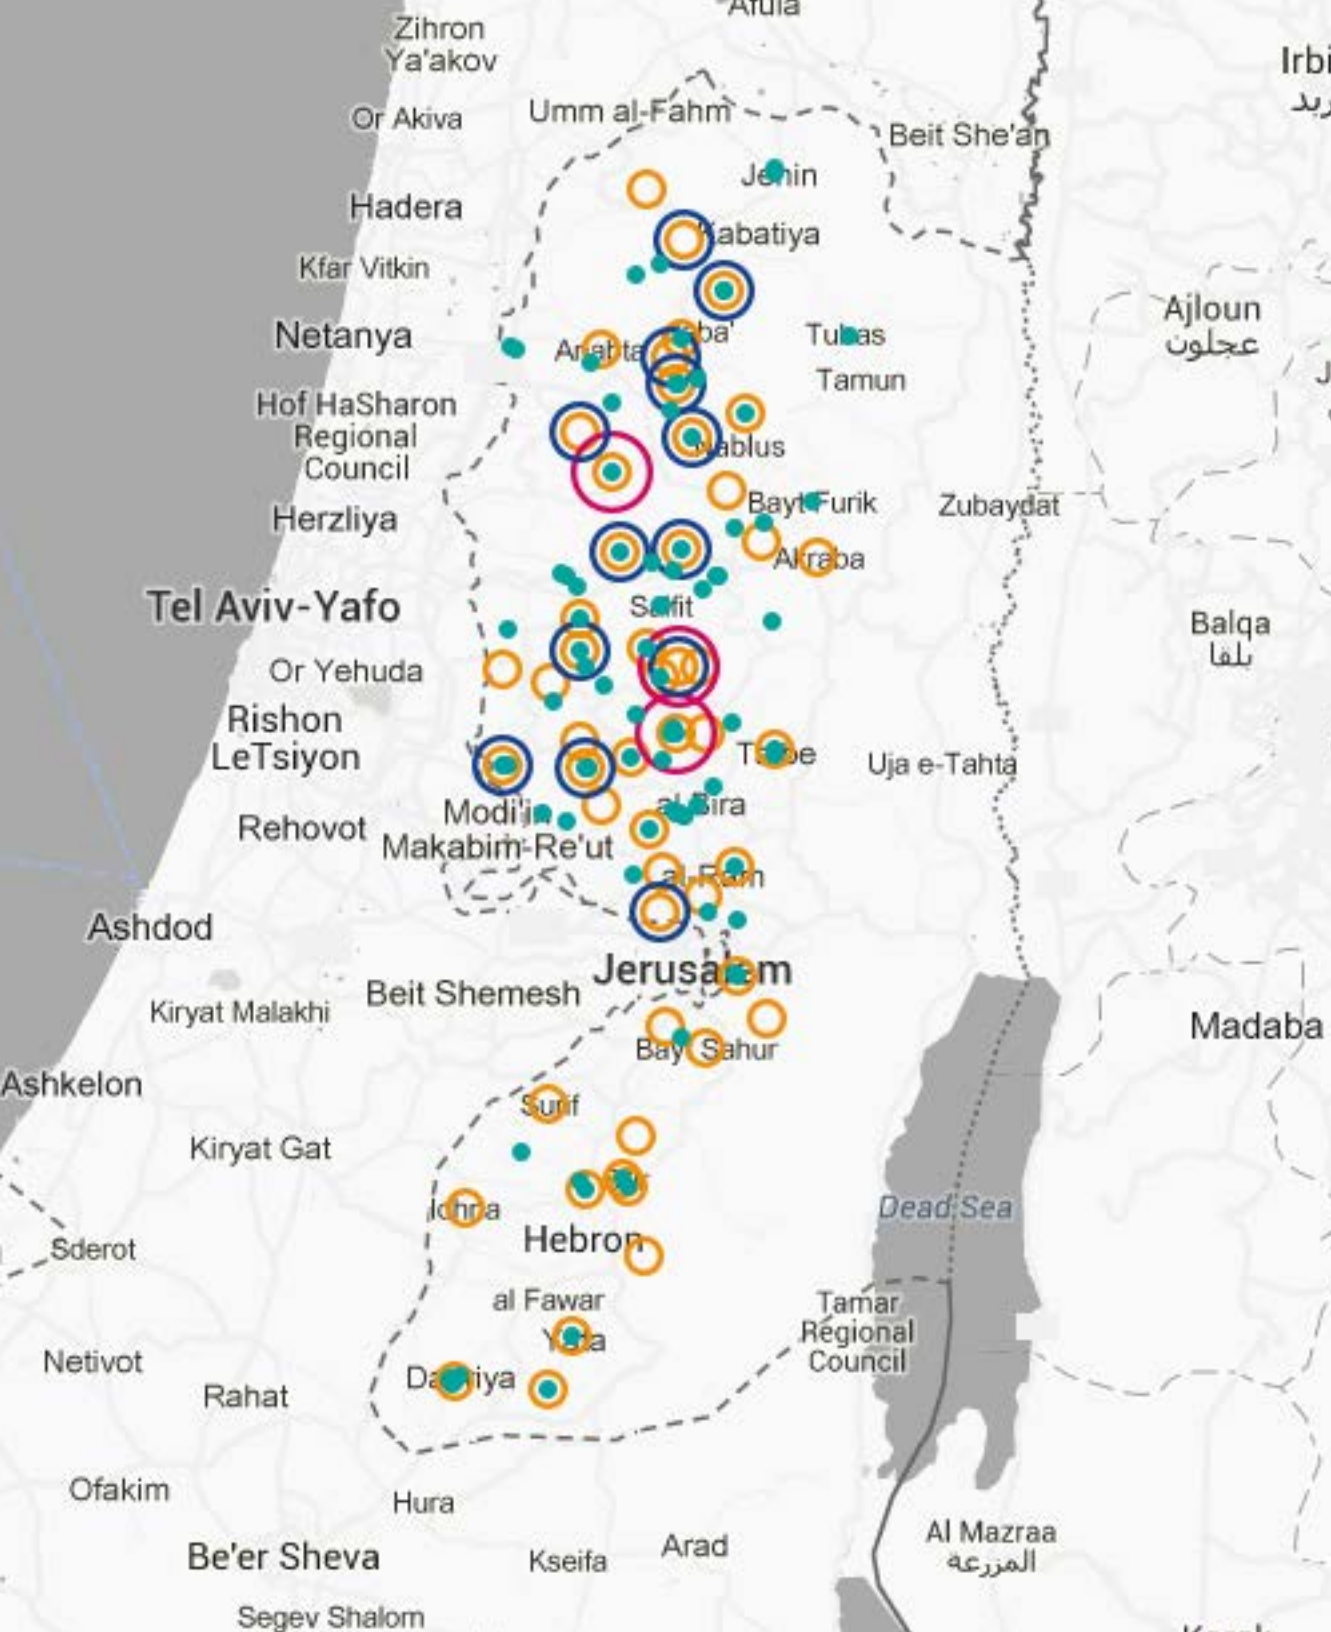 Afula
Zihron
Ya'akov
Or Akiva
Umm al-Fahm
Beit She'an
Jenin
Hadera
Kabatiya
Kfar Vitkin
Ajloun
عجلون
Netanya
Anabta
Tubas
Tamun
Hof HaSharon
Regional
Council
Nablus
Bayt Furik
Zubaydat
Herzliya
Akraba
Tel Aviv-Yafo
Salfit
Balqa
بلقا
Or Yehuda
Rishon
LeTsiyon
Uja e-Tahta
Modi'in
Makabim-Re'ut
al-Bira
Rehovot
al-Ram
Ashdod
Jerusalem
Beit Shemesh
Kiryat Malakhi
Madaba
Bayt Sahur
Ashkelon
Surif
Kiryat Gat
Idhna
Dead Sea
Hebron
Sderot
al Fawar
Tamar
Regional
Council
Yatta
Netivot
Dahriya
Rahat
Ofakim
Hura
Al Mazraa
المزرعة
Arad
Be'er Sheva
Kseifa
Segev Shalom